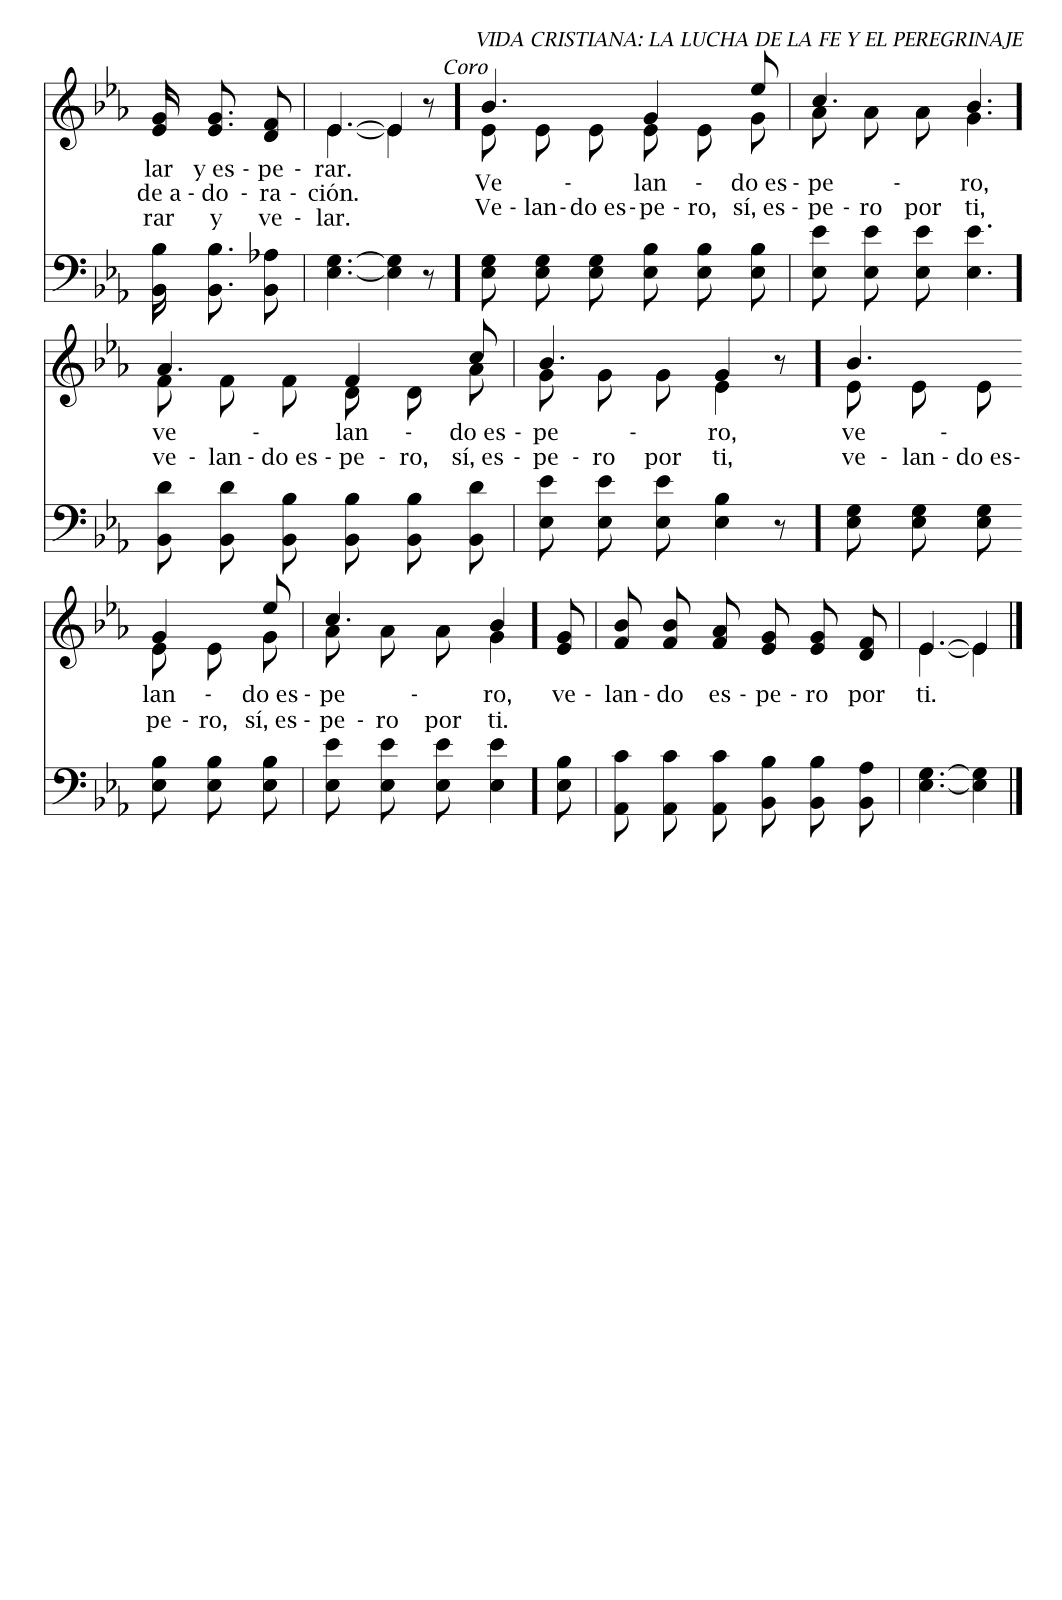 VIDA CRISTIANA: LA LUCHA DE LA FE Y EL PEREGRINAJE
Coro
lar y es - pe - rar.
de a - do - ra - ción.
rar y ve - lar.
Ve - lan - do es - pe - ro,
Ve - lan - do es - pe - ro, sí, es - pe - ro por ti,
ve - lan - do es - pe - ro, ve -
ve - lan - do es - pe - ro, sí, es - pe - ro por ti, ve - lan - do es -
lan - do es - pe - ro, ve - lan - do es - pe - ro por ti.
pe - ro, sí, es - pe - ro por ti.